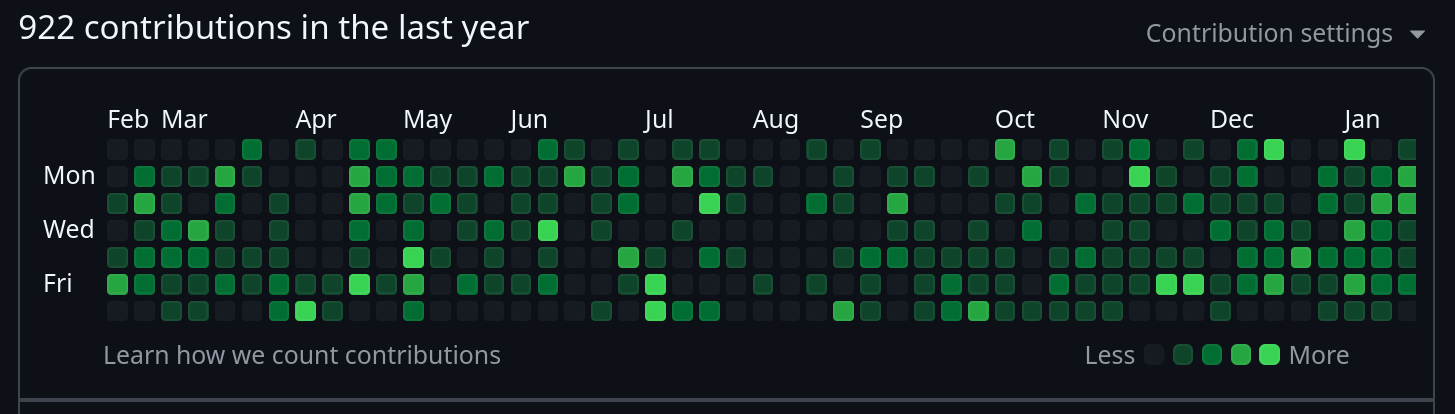 922 contributions in the last year
Contribution settings
Feb Mar Apr May Jun Jul Aug Sep Oct Nov Dec Jan
Mon
Wed
Fri
Learn how we count contributions
Less More